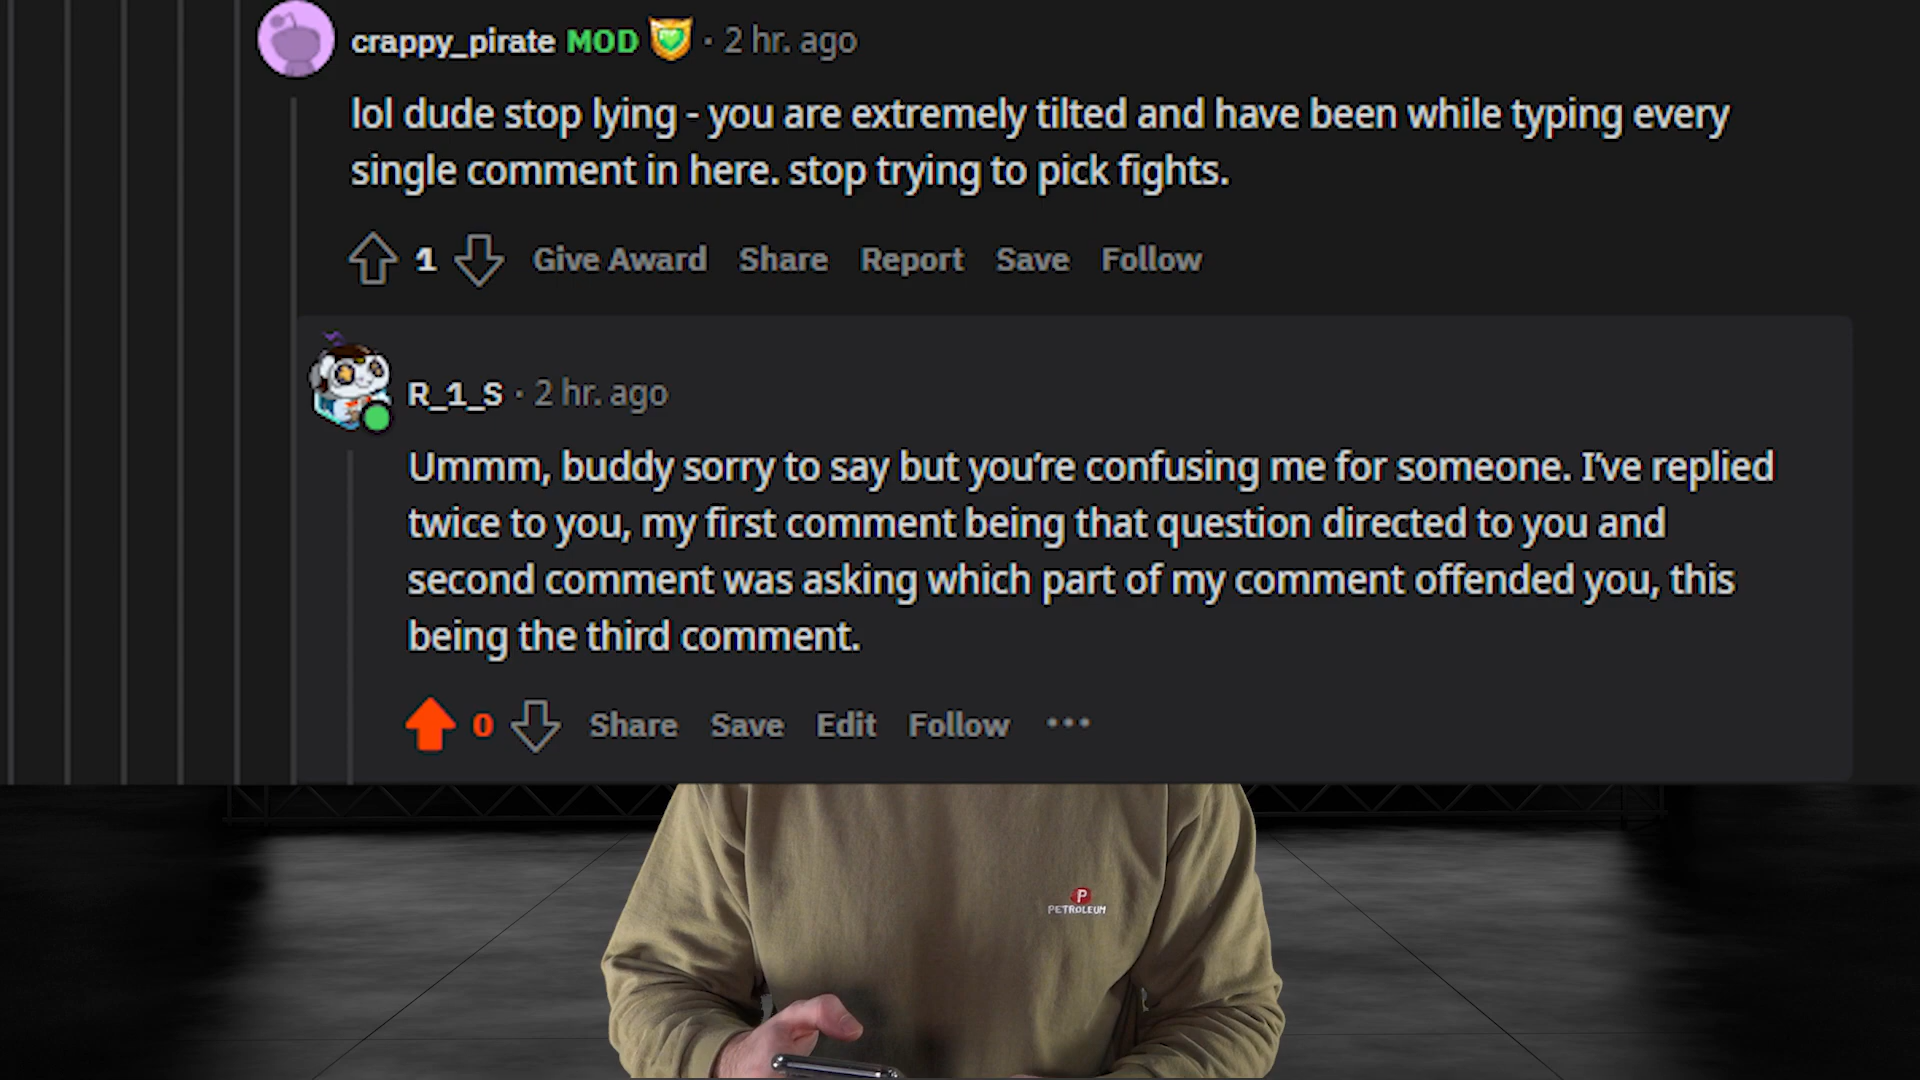 crappy_pirate MOD · 2 hr. ago
lol dude stop lying - you are extremely tilted and have been while typing every
single comment in here. stop trying to pick fights.
1 Give Award Share Report Save Follow
R_1_S · 2 hr. ago
Ummm, buddy sorry to say but you’re confusing me for someone. I’ve replied
twice to you, my first comment being that question directed to you and
second comment was asking which part of my comment offended you, this
being the third comment.
0 Share Save Edit Follow ...
P
PETROLEUM